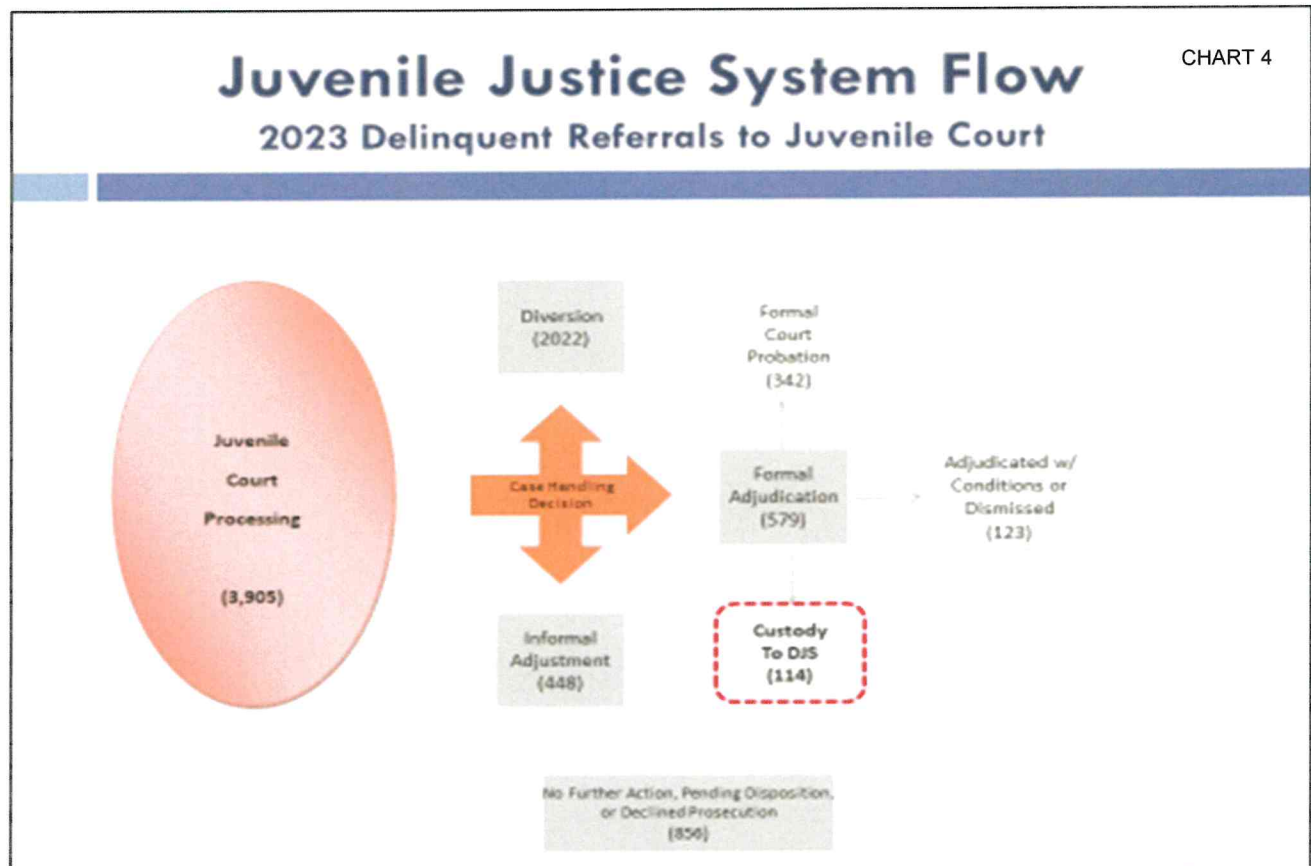 CHART 4
Juvenile Justice System Flow
2023 Delinquent Referrals to Juvenile Court
Juvenile
Court
Processing
(3,905)
Diversion
(2022)
Case Handling
Decision
Informal
Adjustment
(448)
Formal
Court
Probation
(342)
Formal
Adjudication
(579)
Adjudicated w/
Conditions or
Dismissed
(123)
Custody
To DJS
(114)
No Further Action, Pending Disposition,
or Declined Prosecution
(856)